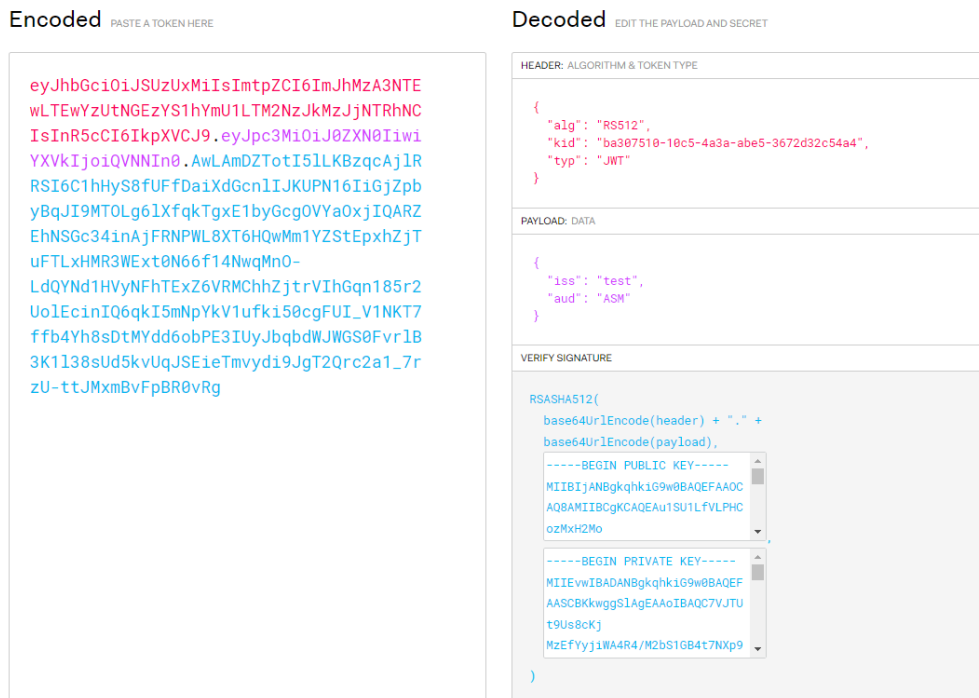 Encoded PASTE A TOKEN HERE
eyJhbGciOiJSUzUxMiIsImtpZCI6ImJhMzA3NTE
wLTEwYzUtNGEzYS1hYmU1LTM2NzJkMzJjNTRhNC
IsInR5cCI6IkpXVCJ9.eyJpc3MiOiJ0ZXN0Iiwi
YXVkIjoiQVNNIn0.AwLAmDZTotI5lLKBzqcAjlR
RSI6C1hHyS8fUFfDaiXdGcnlIJKUPN16IiGjZpb
yBqJI9MTOLg6lXfqkTgxE1byGcgOVYaOxjIQARZ
EhNSGc34inAjFRNPWL8XT6HQwMm1YZStEpxhZjT
uFTLxHMR3WExt0N66f14NwqMnO-
LdQYNd1HVyNFhTExZ6VRMChhZjtrVIhGqn185r2
UolEcinIQ6qkI5mNpYkV1ufki50cgFUI_V1NKT7
ffb4Yh8sDtMYdd6obPE3IUyJbqbdWJWGS0FvrlB
3K1l38sUd5kvUqJSEieTmvydi9JgT2Qrc2a1_7r
zU-ttJMxmBvFpBR0vRg
Decoded EDIT THE PAYLOAD AND SECRET
HEADER: ALGORITHM & TOKEN TYPE
{
"alg": "RS512",
"kid": "ba307510-10c5-4a3a-abe5-3672d32c54a4",
"typ": "JWT"
}
PAYLOAD: DATA
{
"iss": "test",
"aud": "ASM"
}
VERIFY SIGNATURE
RSASHA512(
base64UrlEncode(header) + "." +
base64UrlEncode(payload),
-----BEGIN PUBLIC KEY-----
MIIBIjANBgkqhkiG9w0BAQEFAAOC
AQ8AMIIBCgKCAQEAu1SU1LfVLPHC
ozMxH2Mo
,
-----BEGIN PRIVATE KEY-----
MIIEvwIBADANBgkqhkiG9w0BAQEF
AASCBKkwggSlAgEAAoIBAQC7VJTU
t9Us8cKj
MzEfYyjiWA4R4/M2bS1GB4t7NXp9
)